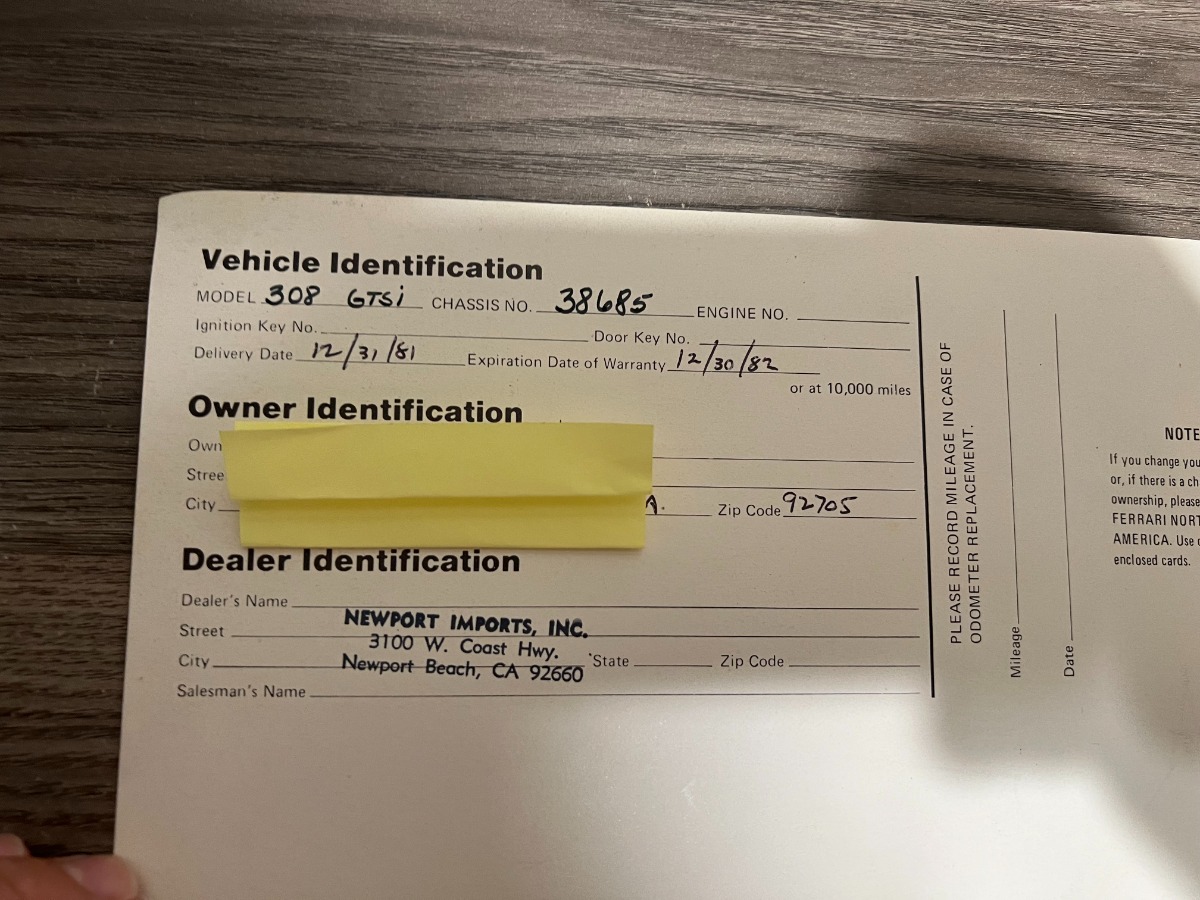 Vehicle Identification
MODEL 308 GTSi CHASSIS NO. 38685 ENGINE NO.
Ignition Key No. Door Key No.
Delivery Date 12/31/81 Expiration Date of Warranty 12/30/82
or at 10,000 miles
Owner Identification
Own
Stree
City A. Zip Code 92705
Dealer Identification
Dealer's Name
NEWPORT IMPORTS, INC.
Street
3100 W. Coast Hwy.
City Newport Beach, CA 92660 State Zip Code
Salesman's Name
PLEASE RECORD MILEAGE IN CASE OF
ODOMETER REPLACEMENT.
Mileage
Date
NOTE
If you change you
or, if there is a ch
ownership, please
FERRARI NORT
AMERICA. Use
enclosed cards.